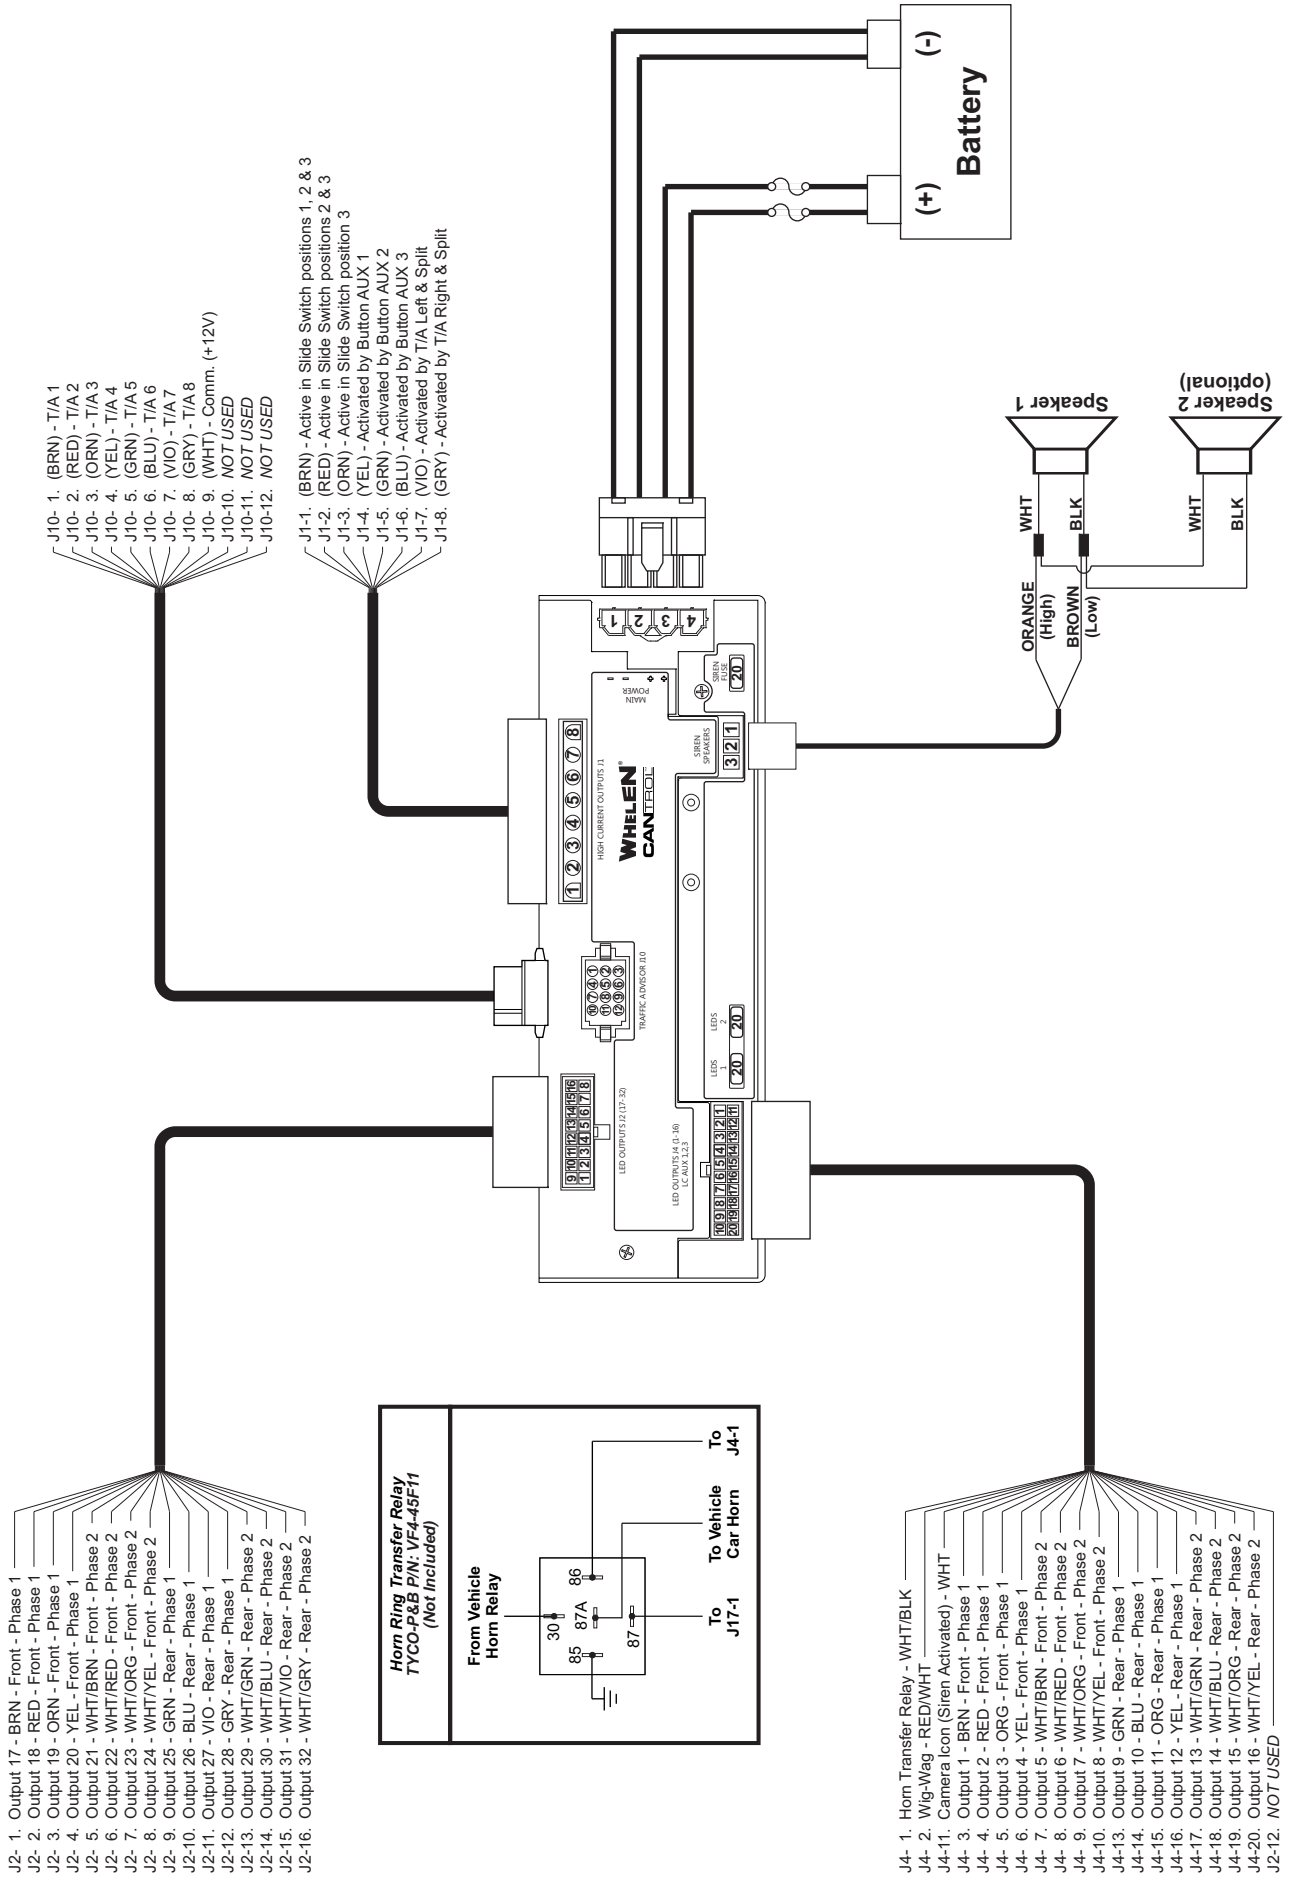 J2- 1. Output 17 - BRN - Front - Phase 1
J2- 2. Output 18 - RED - Front - Phase 1
J2- 3. Output 19 - ORN - Front - Phase 1
J2- 4. Output 20 - YEL - Front - Phase 1
J2- 5. Output 21 - WHT/BRN - Front - Phase 2
J2- 6. Output 22 - WHT/RED - Front - Phase 2
J2- 7. Output 23 - WHT/ORG - Front - Phase 2
J2- 8. Output 24 - WHT/YEL - Front - Phase 2
J2- 9. Output 25 - GRN - Rear - Phase 1
J2-10. Output 26 - BLU - Rear - Phase 1
J2-11. Output 27 - VIO - Rear - Phase 1
J2-12. Output 28 - GRY - Rear - Phase 1
J2-13. Output 29 - WHT/GRN - Rear - Phase 2
J2-14. Output 30 - WHT/BLU - Rear - Phase 2
J2-15. Output 31 - WHT/VIO - Rear - Phase 2
J2-16. Output 32 - WHT/GRY - Rear - Phase 2
J10- 1. (BRN) - T/A 1
J10- 2. (RED) - T/A 2
J10- 3. (ORN) - T/A 3
J10- 4. (YEL) - T/A 4
J10- 5. (GRN) - T/A 5
J10- 6. (BLU) - T/A 6
J10- 7. (VIO) - T/A 7
J10- 8. (GRY) - T/A 8
J10- 9. (WHT) - Comm. (+12V)
J10-10. NOT USED
J10-11. NOT USED
J10-12. NOT USED
J1-1. (BRN) - Active in Slide Switch positions 1, 2 & 3
J1-2. (RED) - Active in Slide Switch positions 2 & 3
J1-3. (ORN) - Active in Slide Switch position 3
J1-4. (YEL) - Activated by Button AUX 1
J1-5. (GRN) - Activated by Button AUX 2
J1-6. (BLU) - Activated by Button AUX 3
J1-7. (VIO) - Activated by T/A Left & Split
J1-8. (GRY) - Activated by T/A Right & Split
Horn Ring Transfer Relay
TYCO-P&B P/N: VF4-45F11
(Not Included)
From Vehicle
Horn Relay
30
85 87A 86
87
To
J17-1
To Vehicle
Car Horn
To
J4-1
9 10 11 12 13 14 15 16
1 2 3 4 5 6 7 8
LED OUTPUTS J2 (17-32)
10 7 4 1
11 8 5 2
12 9 6 3
TRAFFIC ADVISOR J10
1 2 3 4 5 6 7 8
HIGH CURRENT OUTPUTS J1
WHELEN®
CANTROL
MAIN
POWER
- - + +
1
2
3
4
LED OUTPUTS J4 (1-16)
LC AUX 1,2,3
10 9 8 7 6 5 4 3 2 1
20 19 18 17 16 15 14 13 12 11
LEDS
1
20
LEDS
2
20
SIREN
SPEAKERS
3 2 1
SIREN
FUSE
20
(+)
(-)
Battery
ORANGE
(High)
BROWN
(Low)
WHT
BLK
Speaker 1
WHT
BLK
Speaker 2
(optional)
J4- 1. Horn Transfer Relay - WHT/BLK
J4- 2. Wig-Wag - RED/WHT
J4-11. Camera Icon (Siren Activated) - WHT
J4- 3. Output 1 - BRN - Front - Phase 1
J4- 4. Output 2 - RED - Front - Phase 1
J4- 5. Output 3 - ORG - Front - Phase 1
J4- 6. Output 4 - YEL - Front - Phase 1
J4- 7. Output 5 - WHT/BRN - Front - Phase 2
J4- 8. Output 6 - WHT/RED - Front - Phase 2
J4- 9. Output 7 - WHT/ORG - Front - Phase 2
J4-10. Output 8 - WHT/YEL - Front - Phase 2
J4-13. Output 9 - GRN - Rear - Phase 1
J4-14. Output 10 - BLU - Rear - Phase 1
J4-15. Output 11 - ORG - Rear - Phase 1
J4-16. Output 12 - YEL - Rear - Phase 1
J4-17. Output 13 - WHT/GRN - Rear - Phase 2
J4-18. Output 14 - WHT/BLU - Rear - Phase 2
J4-19. Output 15 - WHT/ORG - Rear - Phase 2
J4-20. Output 16 - WHT/YEL - Rear - Phase 2
J2-12. NOT USED